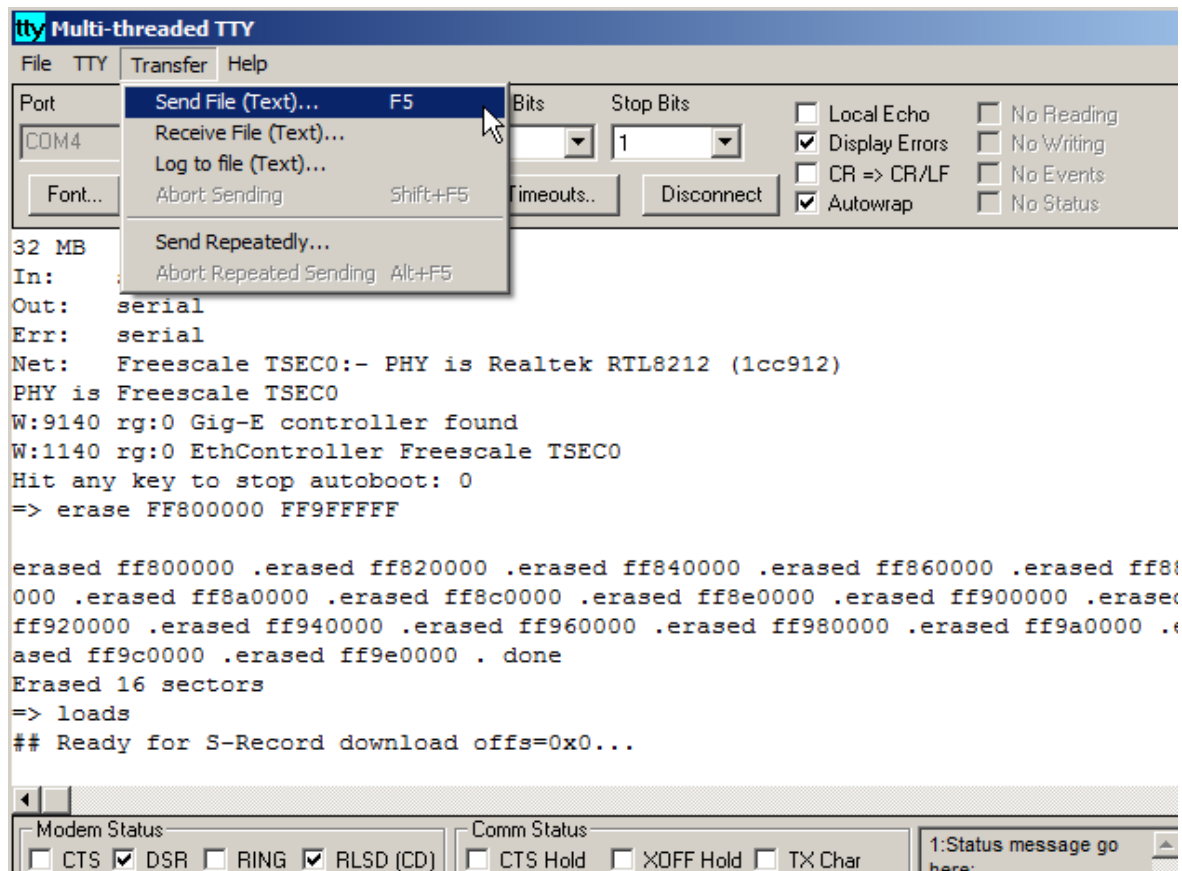 tty Multi-threaded TTY
File TTY Transfer Help
Port
COM4
Font...
Send File (Text)... F5
Receive File (Text)...
Log to file (Text)...
Abort Sending Shift+F5
Send Repeatedly...
Abort Repeated Sending Alt+F5
Bits
Stop Bits
1
Timeouts..
Disconnect
Local Echo
Display Errors
CR => CR/LF
Autowrap
No Reading
No Writing
No Events
No Status
32 MB
In:
Out: serial
Err: serial
Net: Freescale TSEC0:- PHY is Realtek RTL8212 (1cc912)
PHY is Freescale TSEC0
W:9140 rg:0 Gig-E controller found
W:1140 rg:0 EthController Freescale TSEC0
Hit any key to stop autoboot: 0
=> erase FF800000 FF9FFFFF
erased ff800000 .erased ff820000 .erased ff840000 .erased ff860000 .erased ff88
000 .erased ff8a0000 .erased ff8c0000 .erased ff8e0000 .erased ff900000 .erased
ff920000 .erased ff940000 .erased ff960000 .erased ff980000 .erased ff9a0000 .e
ased ff9c0000 .erased ff9e0000 . done
Erased 16 sectors
=> loads
## Ready for S-Record download offs=0x0...
Modem Status
CTS DSR RING RLSD (CD)
Comm Status
CTS Hold XOFF Hold TX Char
1:Status message go
here: